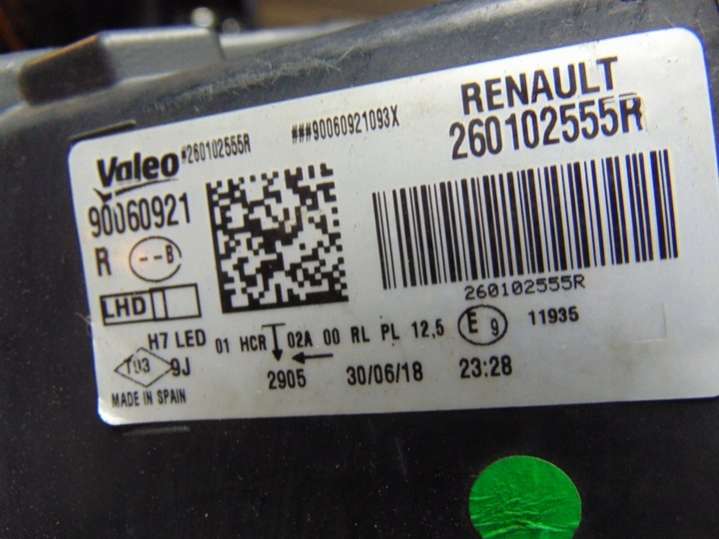 RENAULT
260102555R
Valeo #260102555R ###90060921093X
90060921
R --B
260102555R
LHD
H7 LED 01 HCR 02A 00 RL PL 12,5 E 9 11935
T03 9J 2905 30/06/18 23:28
MADE IN SPAIN